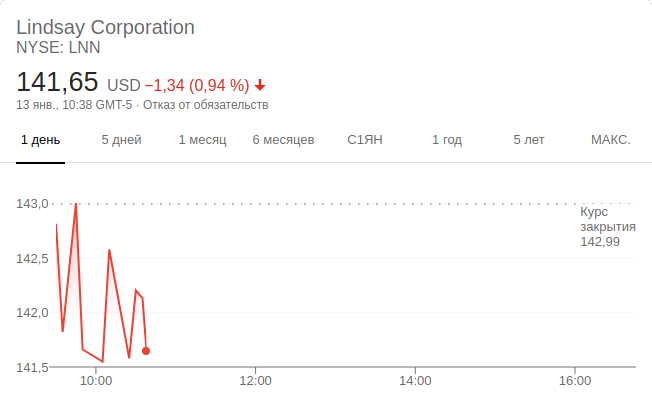 Lindsay Corporation
NYSE: LNN
141,65 USD −1,34 (0,94 %)
13 янв., 10:38 GMT-5 · Отказ от обязательств
1 день 5 дней 1 месяц 6 месяцев С1ЯН 1 год 5 лет МАКС.
143,0
Курс
закрытия
142,99
142,5
142,0
141,5
10:00 12:00 14:00 16:00